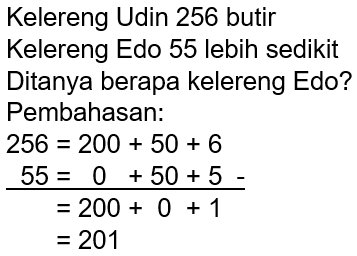 Kelereng Udin 256 butir
Kelereng Edo 55 lebih sedikit
Ditanya berapa kelereng Edo?
Pembahasan:
256 = 200 + 50 + 6
55 = 0 + 50 + 5 -
= 200 + 0 + 1
= 201